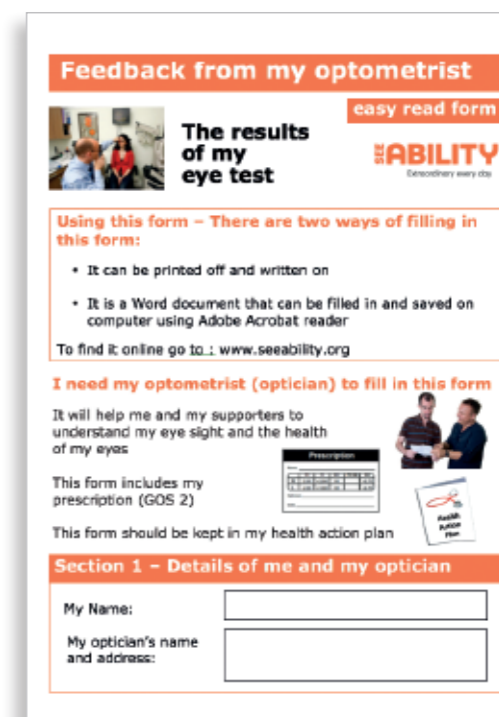 Feedback from my optometrist
easy read form
The results
of my
eye test
SEE ABILITY
Extraordinary every day
Using this form – There are two ways of filling in
this form:
• It can be printed off and written on
• It is a Word document that can be filled in and saved on
computer using Adobe Acrobat reader
To find it online go to : www.seeability.org
I need my optometrist (optician) to fill in this form
It will help me and my supporters to
understand my eye sight and the health
of my eyes
Prescription
This form includes my
prescription (GOS 2)
Health
Action
Plan
This form should be kept in my health action plan
Section 1 – Details of me and my optician
My Name:
My optician's name
and address: